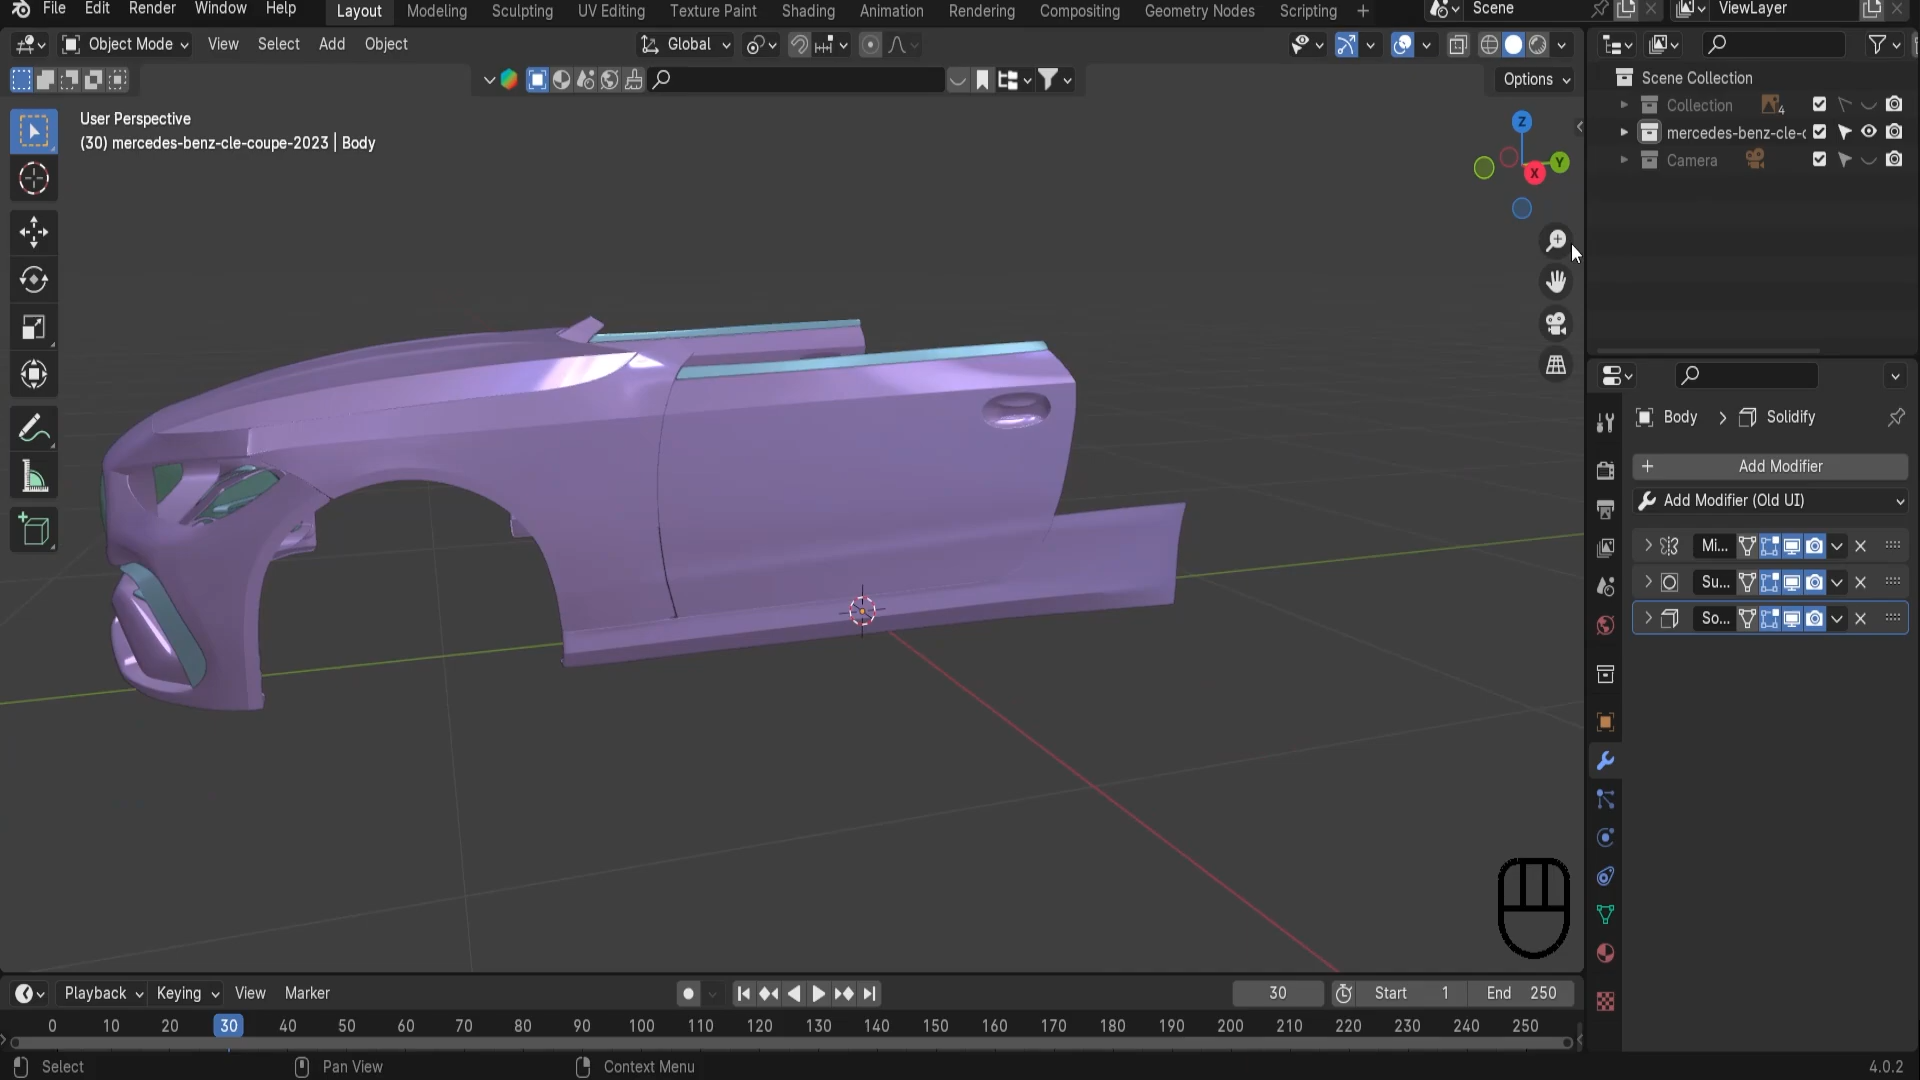 File Edit Render Window Help Layout Modeling Sculpting UV Editing Texture Paint Shading Animation Rendering Compositing Geometry Nodes Scripting + Scene ViewLayer
Object Mode View Select Add Object Global
Options
User Perspective
(30) mercedes-benz-cle-coupe-2023 | Body
Z
Y
X
Scene Collection
Collection 4
mercedes-benz-cle-c
Camera
Body > Solidify
+ Add Modifier
Add Modifier (Old UI)
Mi...
Su...
So...
Playback Keying View Marker 30 Start 1 End 250
0 10 20 30 40 50 60 70 80 90 100 110 120 130 140 150 160 170 180 190 200 210 220 230 240 250
Select Pan View Context Menu 4.0.2